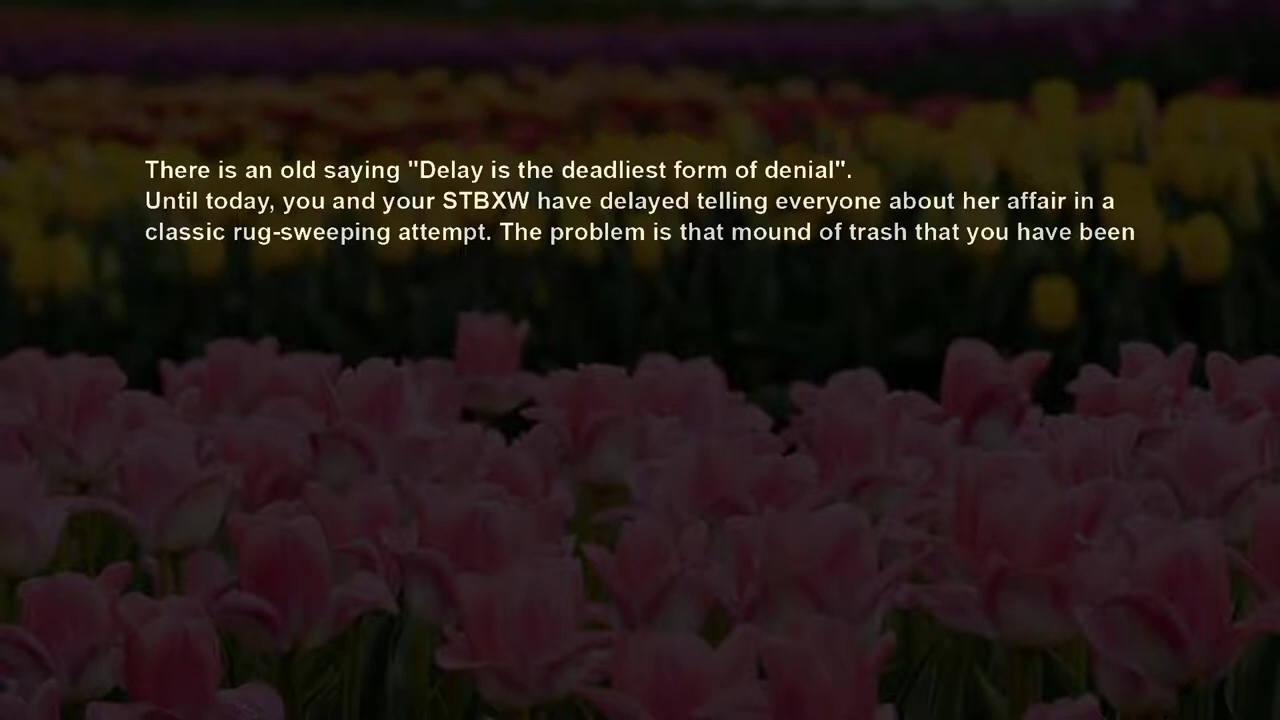 There is an old saying "Delay is the deadliest form of denial".
Until today, you and your STBXW have delayed telling everyone about her affair in a
classic rug-sweeping attempt. The problem is that mound of trash that you have been